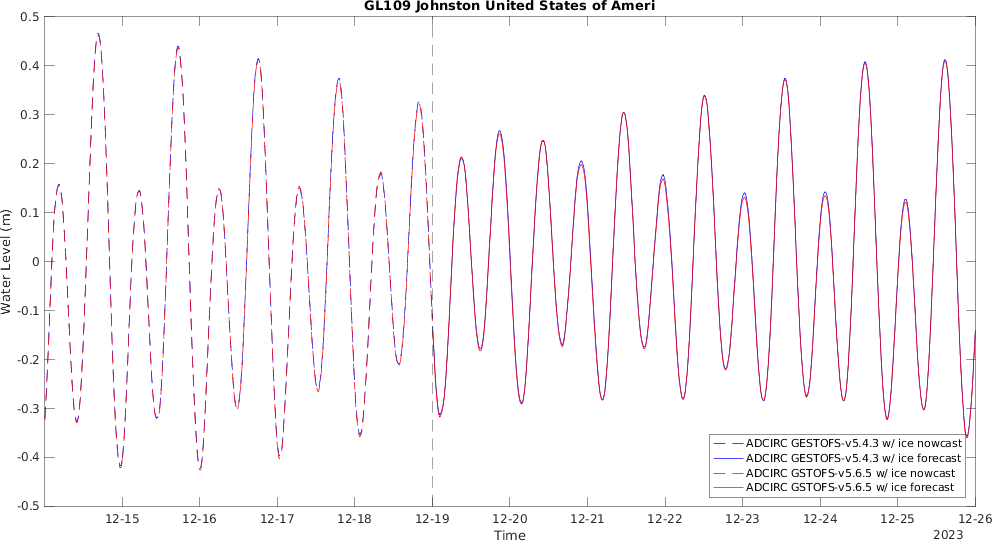 GL109 Johnston United States of Ameri
0.5
0.4
0.3
0.2
0.1
0
-0.1
-0.2
-0.3
-0.4
-0.5
Water Level (m)
ADCIRC GESTOFS-v5.4.3 w/ ice nowcast
ADCIRC GESTOFS-v5.4.3 w/ ice forecast
ADCIRC GSTOFS-v5.6.5 w/ ice nowcast
ADCIRC GSTOFS-v5.6.5 w/ ice forecast
12-15 12-16 12-17 12-18 12-19 12-20 12-21 12-22 12-23 12-24 12-25 12-26
Time
2023